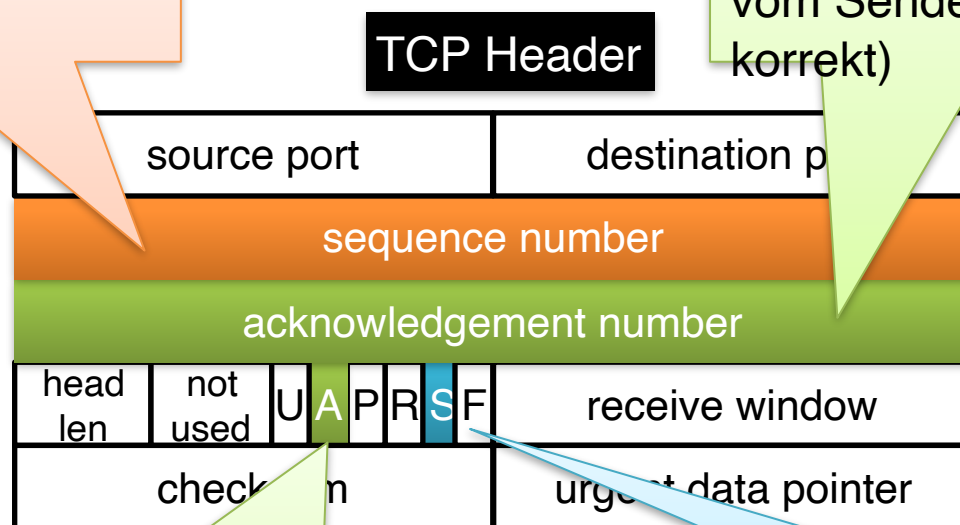 vom Sende
korrekt)
TCP Header
source port
destination p
sequence number
acknowledgement number
head len
not used
U A P R S F
receive window
check m
urgent data pointer